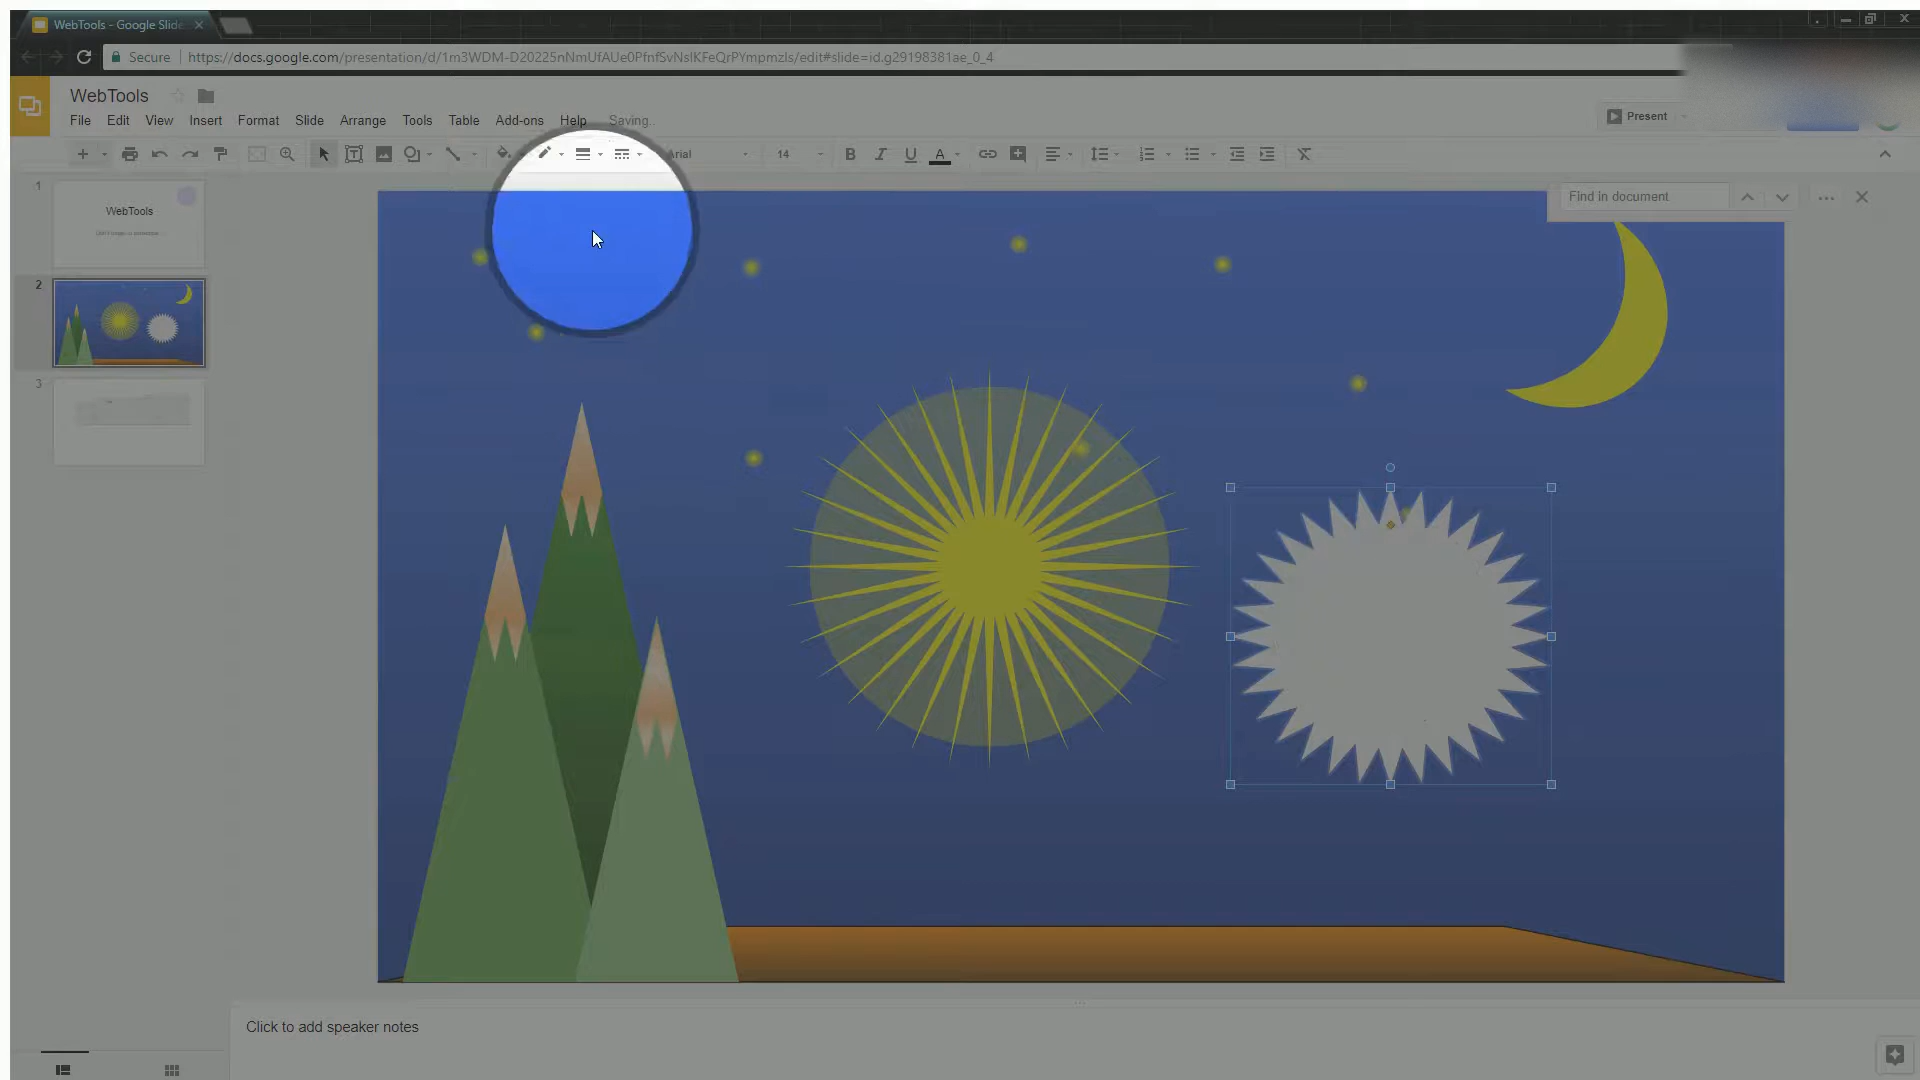 WebTools - Google Slide
Secure
https://docs.google.com/presentation/d/1m3WDM-D20225nNmUfAUe0PfnfSvNslKFeQrPYmpmzls/edit#slide=id.g29198381ae_0_4
WebTools
File Edit View Insert Format Slide Arrange Tools Table Add-ons Help Saving...
Present
Arial 14 B I U A
Find in document
1
WebTools
2
3
Click to add speaker notes